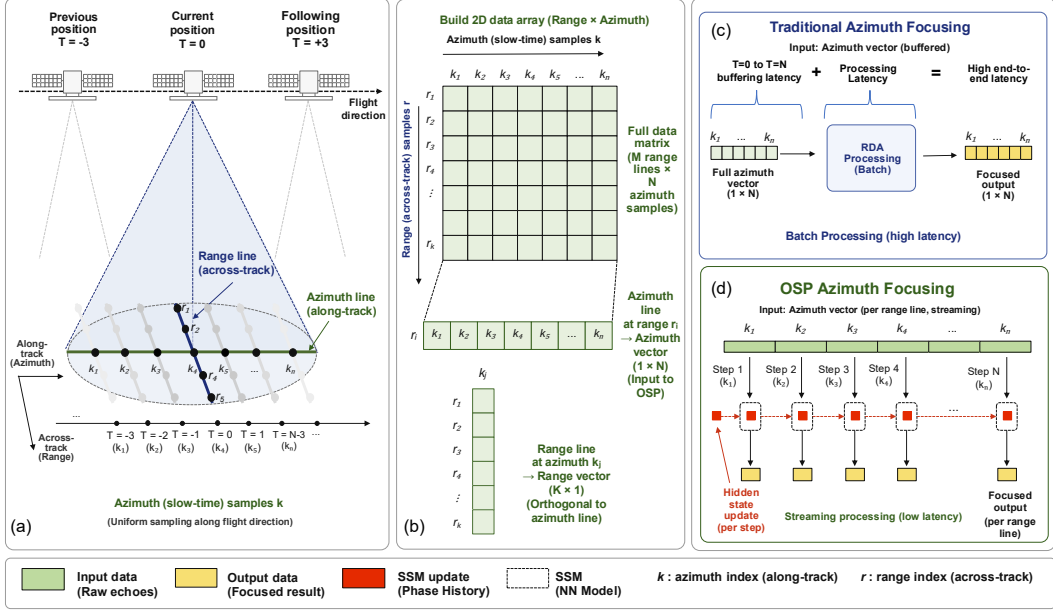 Previous
position
T = -3
Current
position
T = 0
Following
position
T = +3
Flight
direction
Range line
(across-track)
Azimuth line
(along-track)
r1
r2
r4
r5
Along-
track
(Azimuth)
k1 k2 k3 k4 k5 ... kn
...
Across-
track
(Range)
T = -3 T = -2 T = -1 T = 0 T = 1 T = N-3 ...
(k1) (k2) (k3) (k4) (k5) (kn)
Azimuth (slow-time) samples k
(Uniform sampling along flight direction)
(a)
Build 2D data array (Range × Azimuth)
Azimuth (slow-time) samples k
k1 k2 k3 k4 k5 ... kn
Range (across-track) samples r
r1
r2
r3
r4
⋮
rk
Full data
matrix
(M range
lines ×
N
azimuth
samples)
ri k1 k2 k3 k4 k5 ... kn
Azimuth
line
at range ri
→ Azimuth
vector
(1 × N)
(Input to
OSP)
kj
r1
r2
r3
r4
⋮
rk
Range line
at azimuth kj
→ Range vector
(K × 1)
(Orthogonal to
azimuth line)
(b)
(c)
Traditional Azimuth Focusing
Input: Azimuth vector (buffered)
T=0 to T=N
buffering latency
+
Processing
Latency
=
High end-to-
end latency
k1 ... kn
Full azimuth
vector
(1 × N)
RDA
Processing
(Batch)
k1 ... kn
Focused
output
(1 × N)
Batch Processing (high latency)
(d)
OSP Azimuth Focusing
Input: Azimuth vector (per range line, streaming)
k1 k2 k3 k4 ... kn
Step 1 Step 2 Step 3 Step 4 Step N
(k1) (k2) (k3) (k4) (kn)
...
Hidden
state
update
(per step)
Streaming processing (low latency)
Focused
output
(per range
line)
Input data
(Raw echoes)
Output data
(Focused result)
SSM update
(Phase History)
SSM
(NN Model)
k : azimuth index (along-track)
r : range index (across-track)